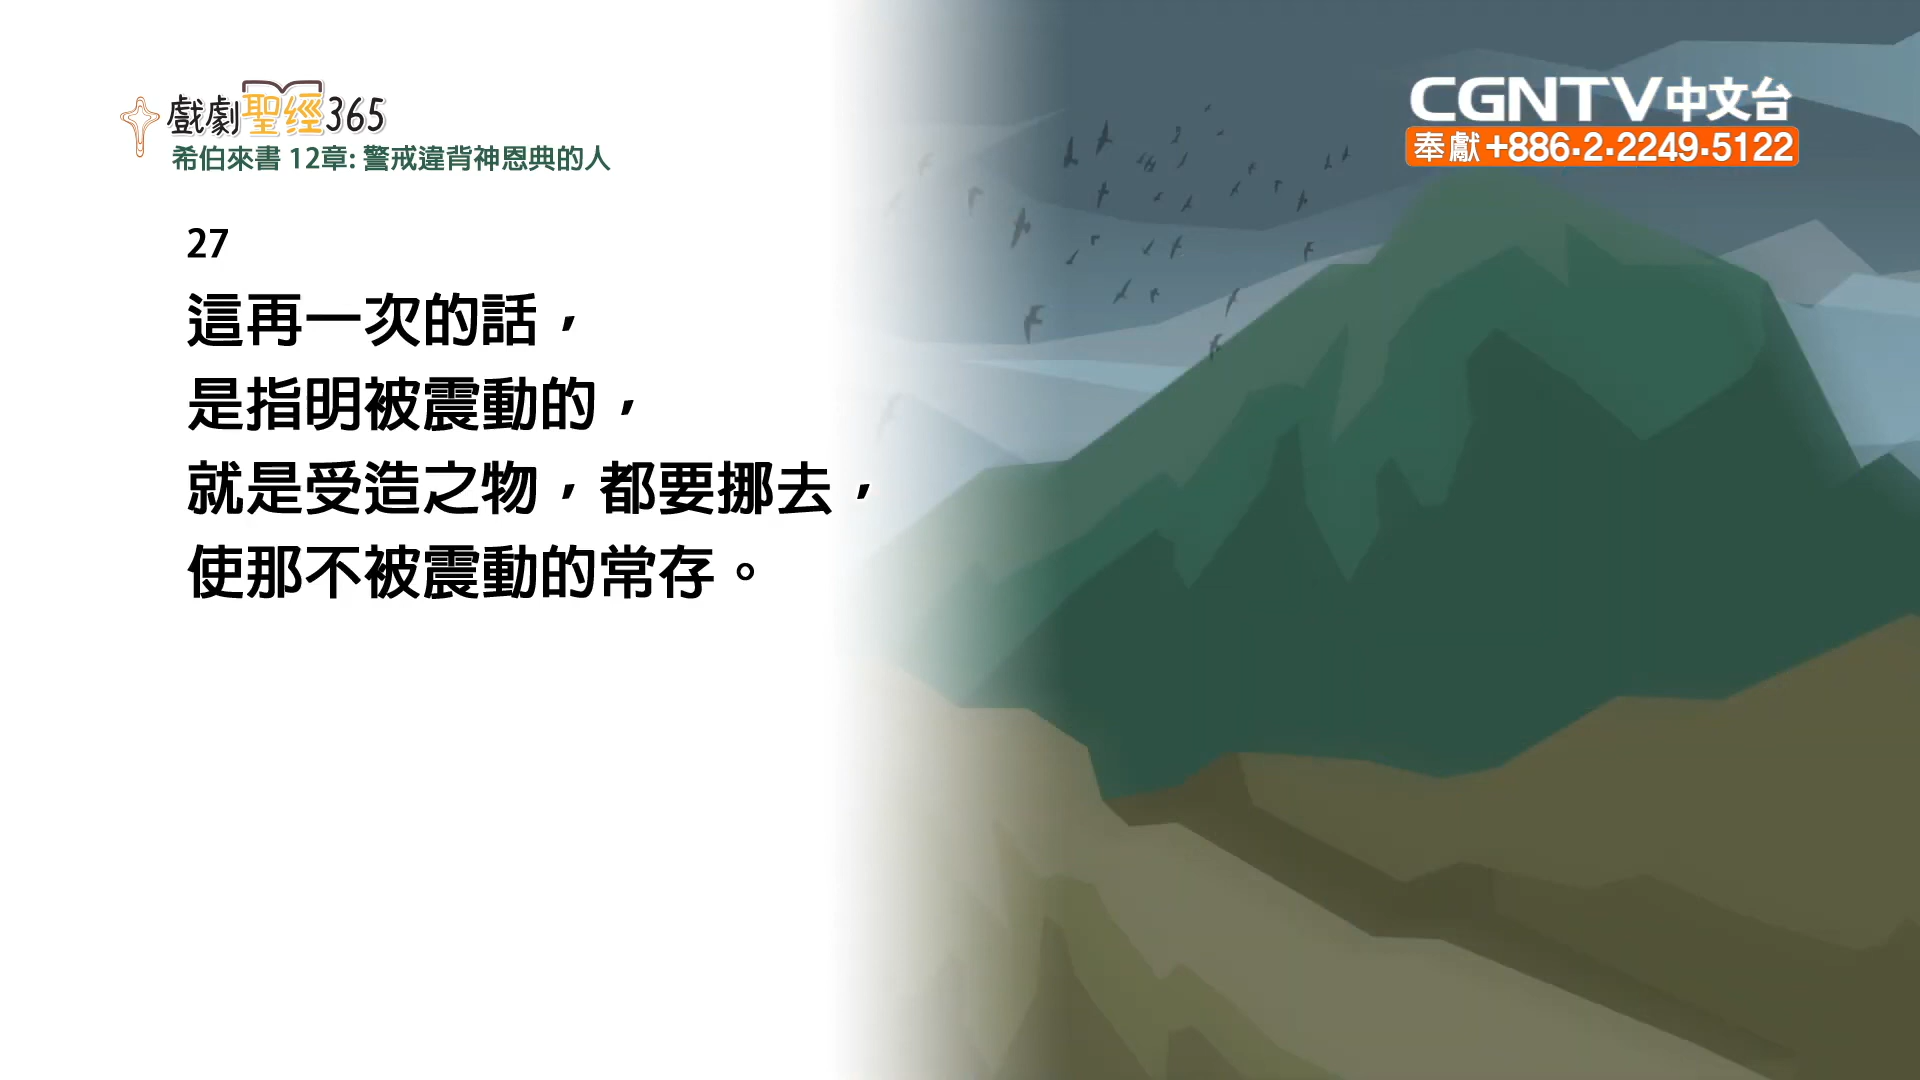 戲劇聖經365
希伯來書 12章: 警戒違背神恩典的人
CGNTV中文台
奉獻 +886·2·2249·5122
27
這再一次的話，
是指明被震動的，
就是受造之物，都要挪去，
使那不被震動的常存。